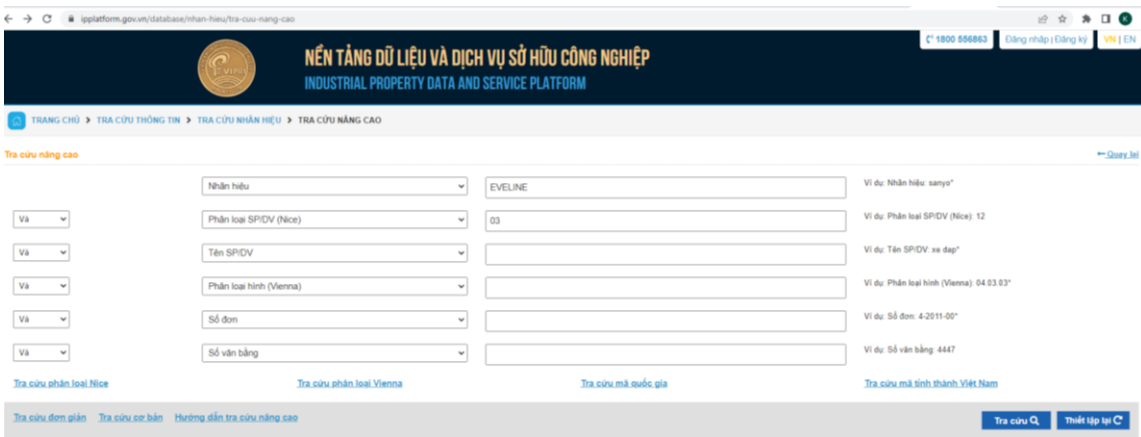 ipplatform.gov.vn/database/nhan-hieu/tra-cuu-nang-cao
K
1800 556863 Đăng nhập | Đăng ký VN | EN
NỀN TẢNG DỮ LIỆU VÀ DỊCH VỤ SỞ HỮU CÔNG NGHIỆP
INDUSTRIAL PROPERTY DATA AND SERVICE PLATFORM
TRANG CHỦ > TRA CỨU THÔNG TIN > TRA CỨU NHÃN HIỆU > TRA CỨU NÂNG CAO
Tra cứu nâng cao Quay lại
Nhãn hiệu EVELINE Ví dụ: Nhãn hiệu: sanyo*
Và Phân loại SP/DV (Nice) 03 Ví dụ: Phân loại SP/DV (Nice): 12
Và Tên SP/DV Ví dụ: Tên SP/DV: xe dap*
Và Phân loại hình (Vienna) Ví dụ: Phân loại hình (Vienna): 04.03.03*
Và Số đơn Ví dụ: Số đơn: 4-2011-00*
Và Số văn bằng Ví dụ: Số văn bằng: 4447
Tra cứu phân loại Nice Tra cứu phân loại Vienna Tra cứu mã quốc gia Tra cứu mã tỉnh thành Việt Nam
Tra cứu đơn giản Tra cứu cơ bản Hướng dẫn tra cứu nâng cao Tra cứu Thiết lập lại